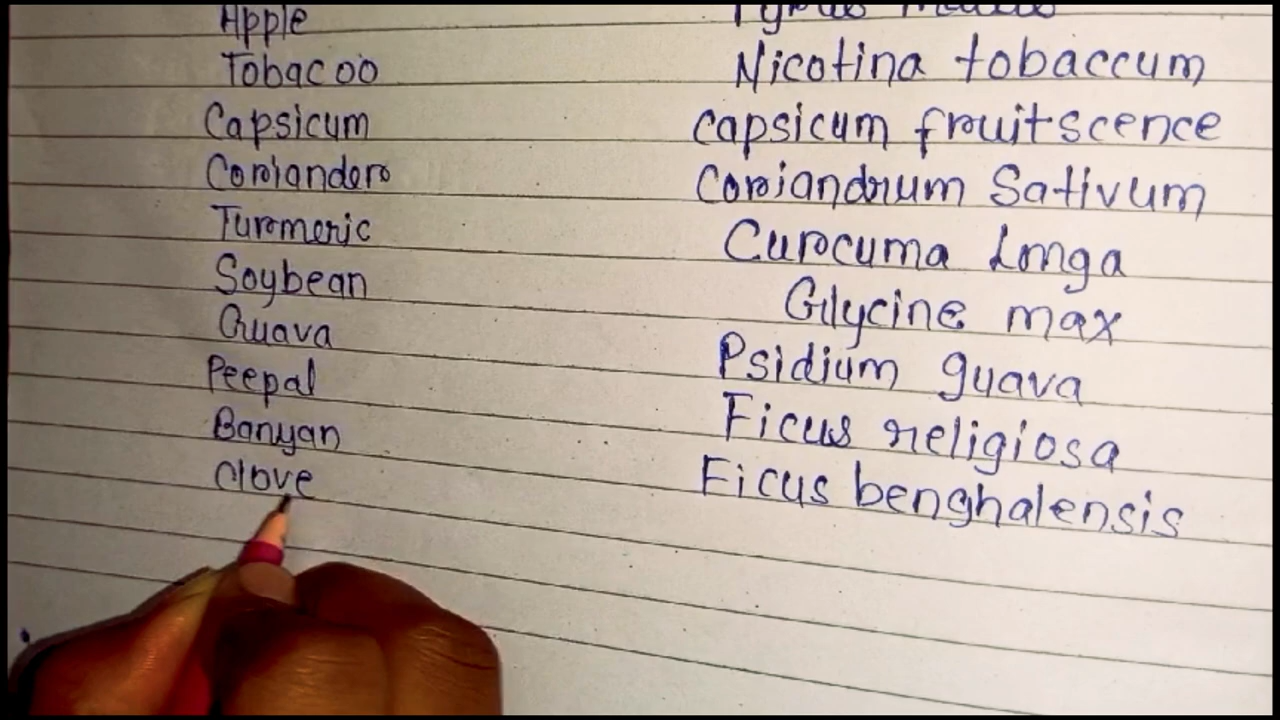 Apple
Tobacoo Nicotina tobaccum
Capsicum Capsicum fruitscence
Coriander Coriandrum Sativum
Turmeric Curcuma Longa
Soybean Glycine max
Guava Psidium guava
Peepal Ficus religiosa
Banyan Ficus benghalensis
Clove